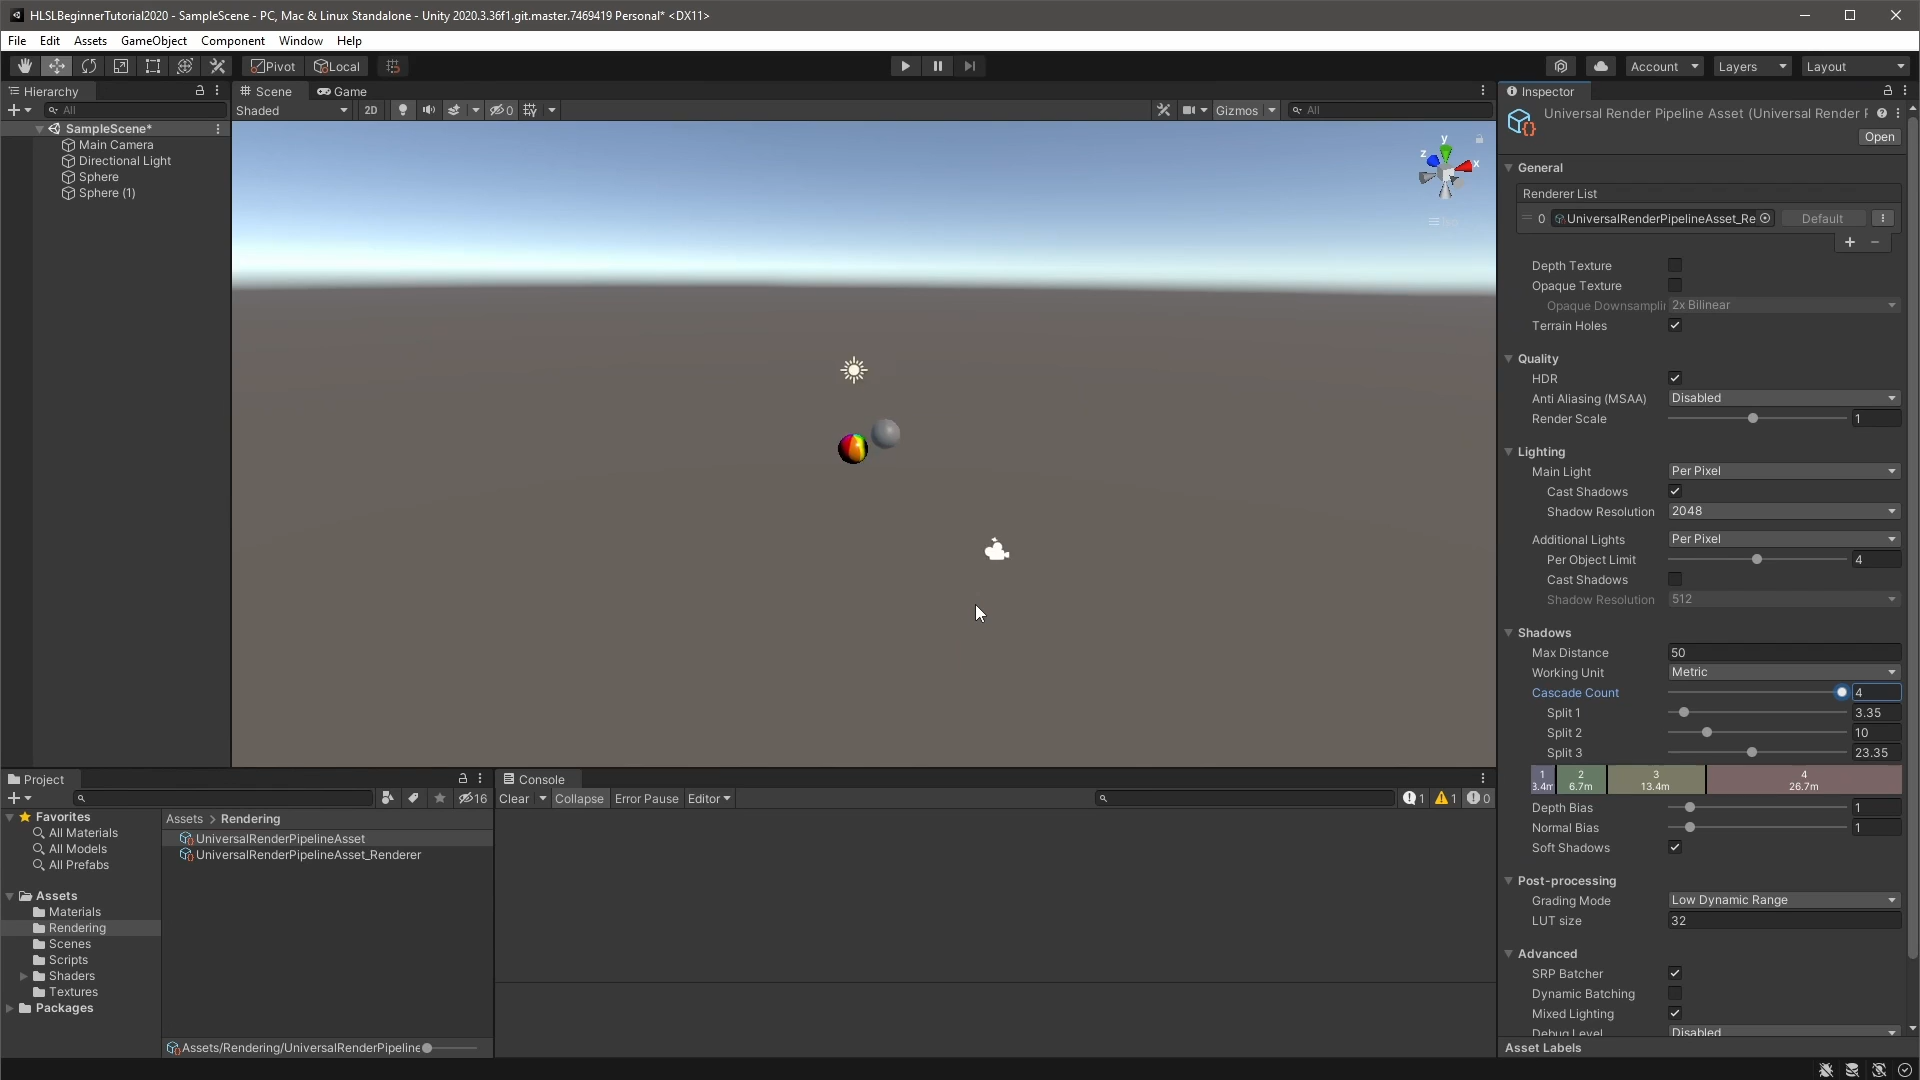 HLSLBeginnerTutorial2020 - SampleScene - PC, Mac & Linux Standalone - Unity 2020.3.36f1.git.master.7469419 Personal* <DX11>
File Edit Assets GameObject Component Window Help
Pivot Local Account Layers Layout
Hierarchy
All
SampleScene*
Main Camera
Directional Light
Sphere
Sphere (1)
Scene Game
Shaded 2D 0 Gizmos All
y
z
x
Iso
Inspector
Universal Render Pipeline Asset (Universal Render F
Open
General
Renderer List
0 UniversalRenderPipelineAsset_Re Default
Depth Texture
Opaque Texture
Opaque Downsamplin 2x Bilinear
Terrain Holes
Quality
HDR
Anti Aliasing (MSAA) Disabled
Render Scale 1
Lighting
Main Light Per Pixel
Cast Shadows
Shadow Resolution 2048
Additional Lights Per Pixel
Per Object Limit 4
Cast Shadows
Shadow Resolution 512
Shadows
Max Distance 50
Working Unit Metric
Cascade Count 4
Split 1 3.35
Split 2 10
Split 3 23.35
1 2 3 4
3.4m 6.7m 13.4m 26.7m
Depth Bias 1
Normal Bias 1
Soft Shadows
Post-processing
Grading Mode Low Dynamic Range
LUT size 32
Advanced
SRP Batcher
Dynamic Batching
Mixed Lighting
Debug Level Disabled
Asset Labels
Project
16
Favorites
All Materials
All Models
All Prefabs
Assets
Materials
Rendering
Scenes
Scripts
Shaders
Textures
Packages
Assets > Rendering
UniversalRenderPipelineAsset
UniversalRenderPipelineAsset_Renderer
Assets/Rendering/UniversalRenderPipeline
Console
Clear Collapse Error Pause Editor 1 1 0